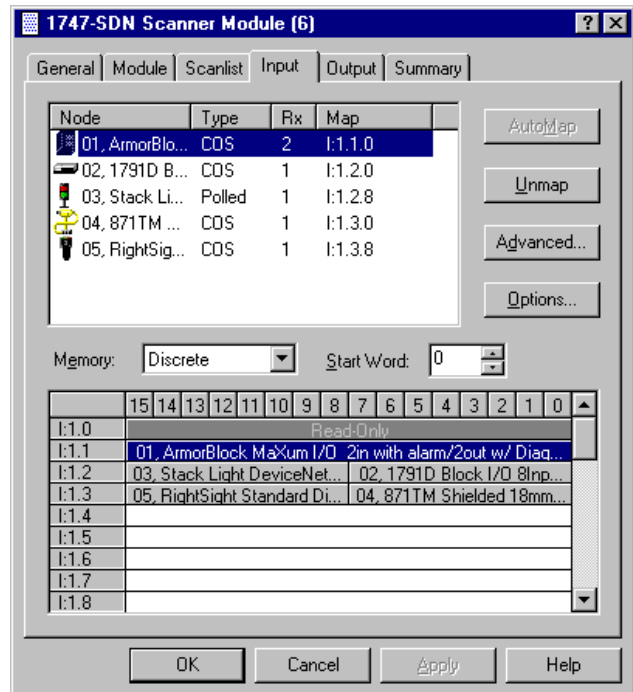 1747-SDN Scanner Module (6)
General Module Scanlist Input Output Summary
Node Type Rx Map
01, ArmorBlo... COS 2 I:1.1.0
02, 1791D B... COS 1 I:1.2.0
03, Stack Li... Polled 1 I:1.2.8
04, 871TM ... COS 1 I:1.3.0
05, RightSig... COS 1 I:1.3.8
AutoMap
Unmap
Advanced...
Options...
Memory: Discrete Start Word: 0
15 14 13 12 11 10 9 8 7 6 5 4 3 2 1 0
I:1.0 Read-Only
I:1.1 01, ArmorBlock MaXum I/O 2in with alarm/2out w/ Diag...
I:1.2 03, Stack Light DeviceNet... 02, 1791D Block I/O 8Inp...
I:1.3 05, RightSight Standard Di... 04, 871TM Shielded 18mm...
I:1.4
I:1.5
I:1.6
I:1.7
I:1.8
OK Cancel Apply Help